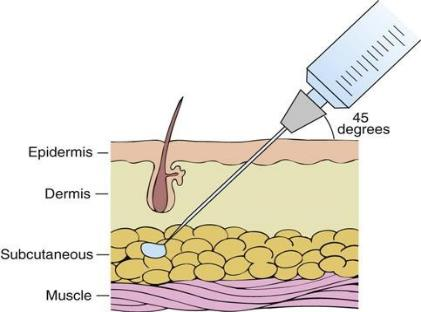 45
degrees
Epidermis
Dermis
Subcutaneous
Muscle